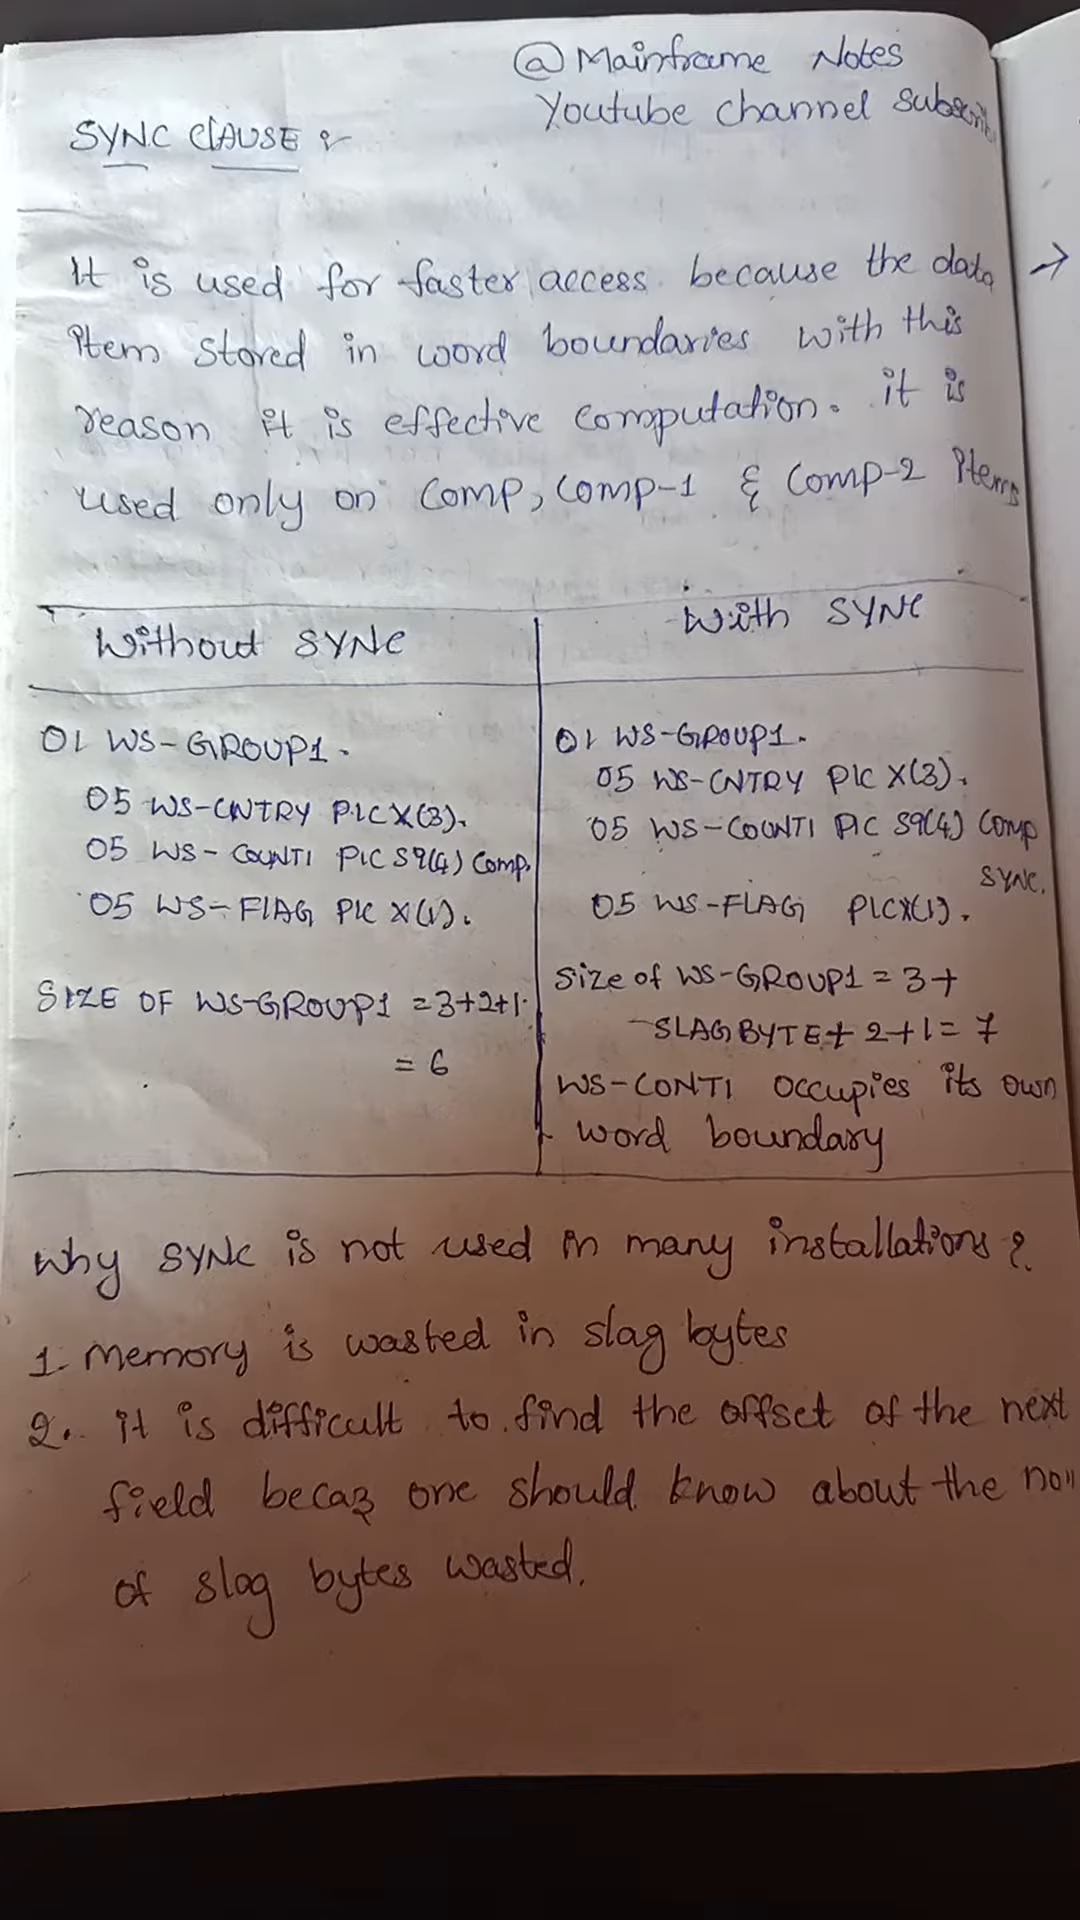 @ Mainframe Notes
Youtube channel subscrib
SYNC CLAUSE :-
It is used for faster access because the data
item stored in word boundaries with this
reason it is effective computation. it is
used only on comp, comp-1 & comp-2 items
Without SYNC
With SYNC
01 WS-GROUP1.
05 WS-CNTRY PIC X(3).
05 WS-COUNT1 PIC S9(4) Comp.
05 WS-FLAG PIC X(1).
SIZE OF WS-GROUP1 = 3+2+1.
= 6
01 WS-GROUP1.
05 WS-CNTRY PIC X(3).
05 WS-COUNT1 PIC S9(4) Comp
SYNC.
05 WS-FLAG PICX(1).
Size of WS-GROUP1 = 3+
SLAG BYTE + 2+1 = 7
WS-CONT1 occupies its own
word boundary
Why SYNC is not used in many installations?
1. memory is wasted in slag bytes
2. it is difficult to find the offset of the next
field becaz one should know about the no''
of slag bytes wasted.